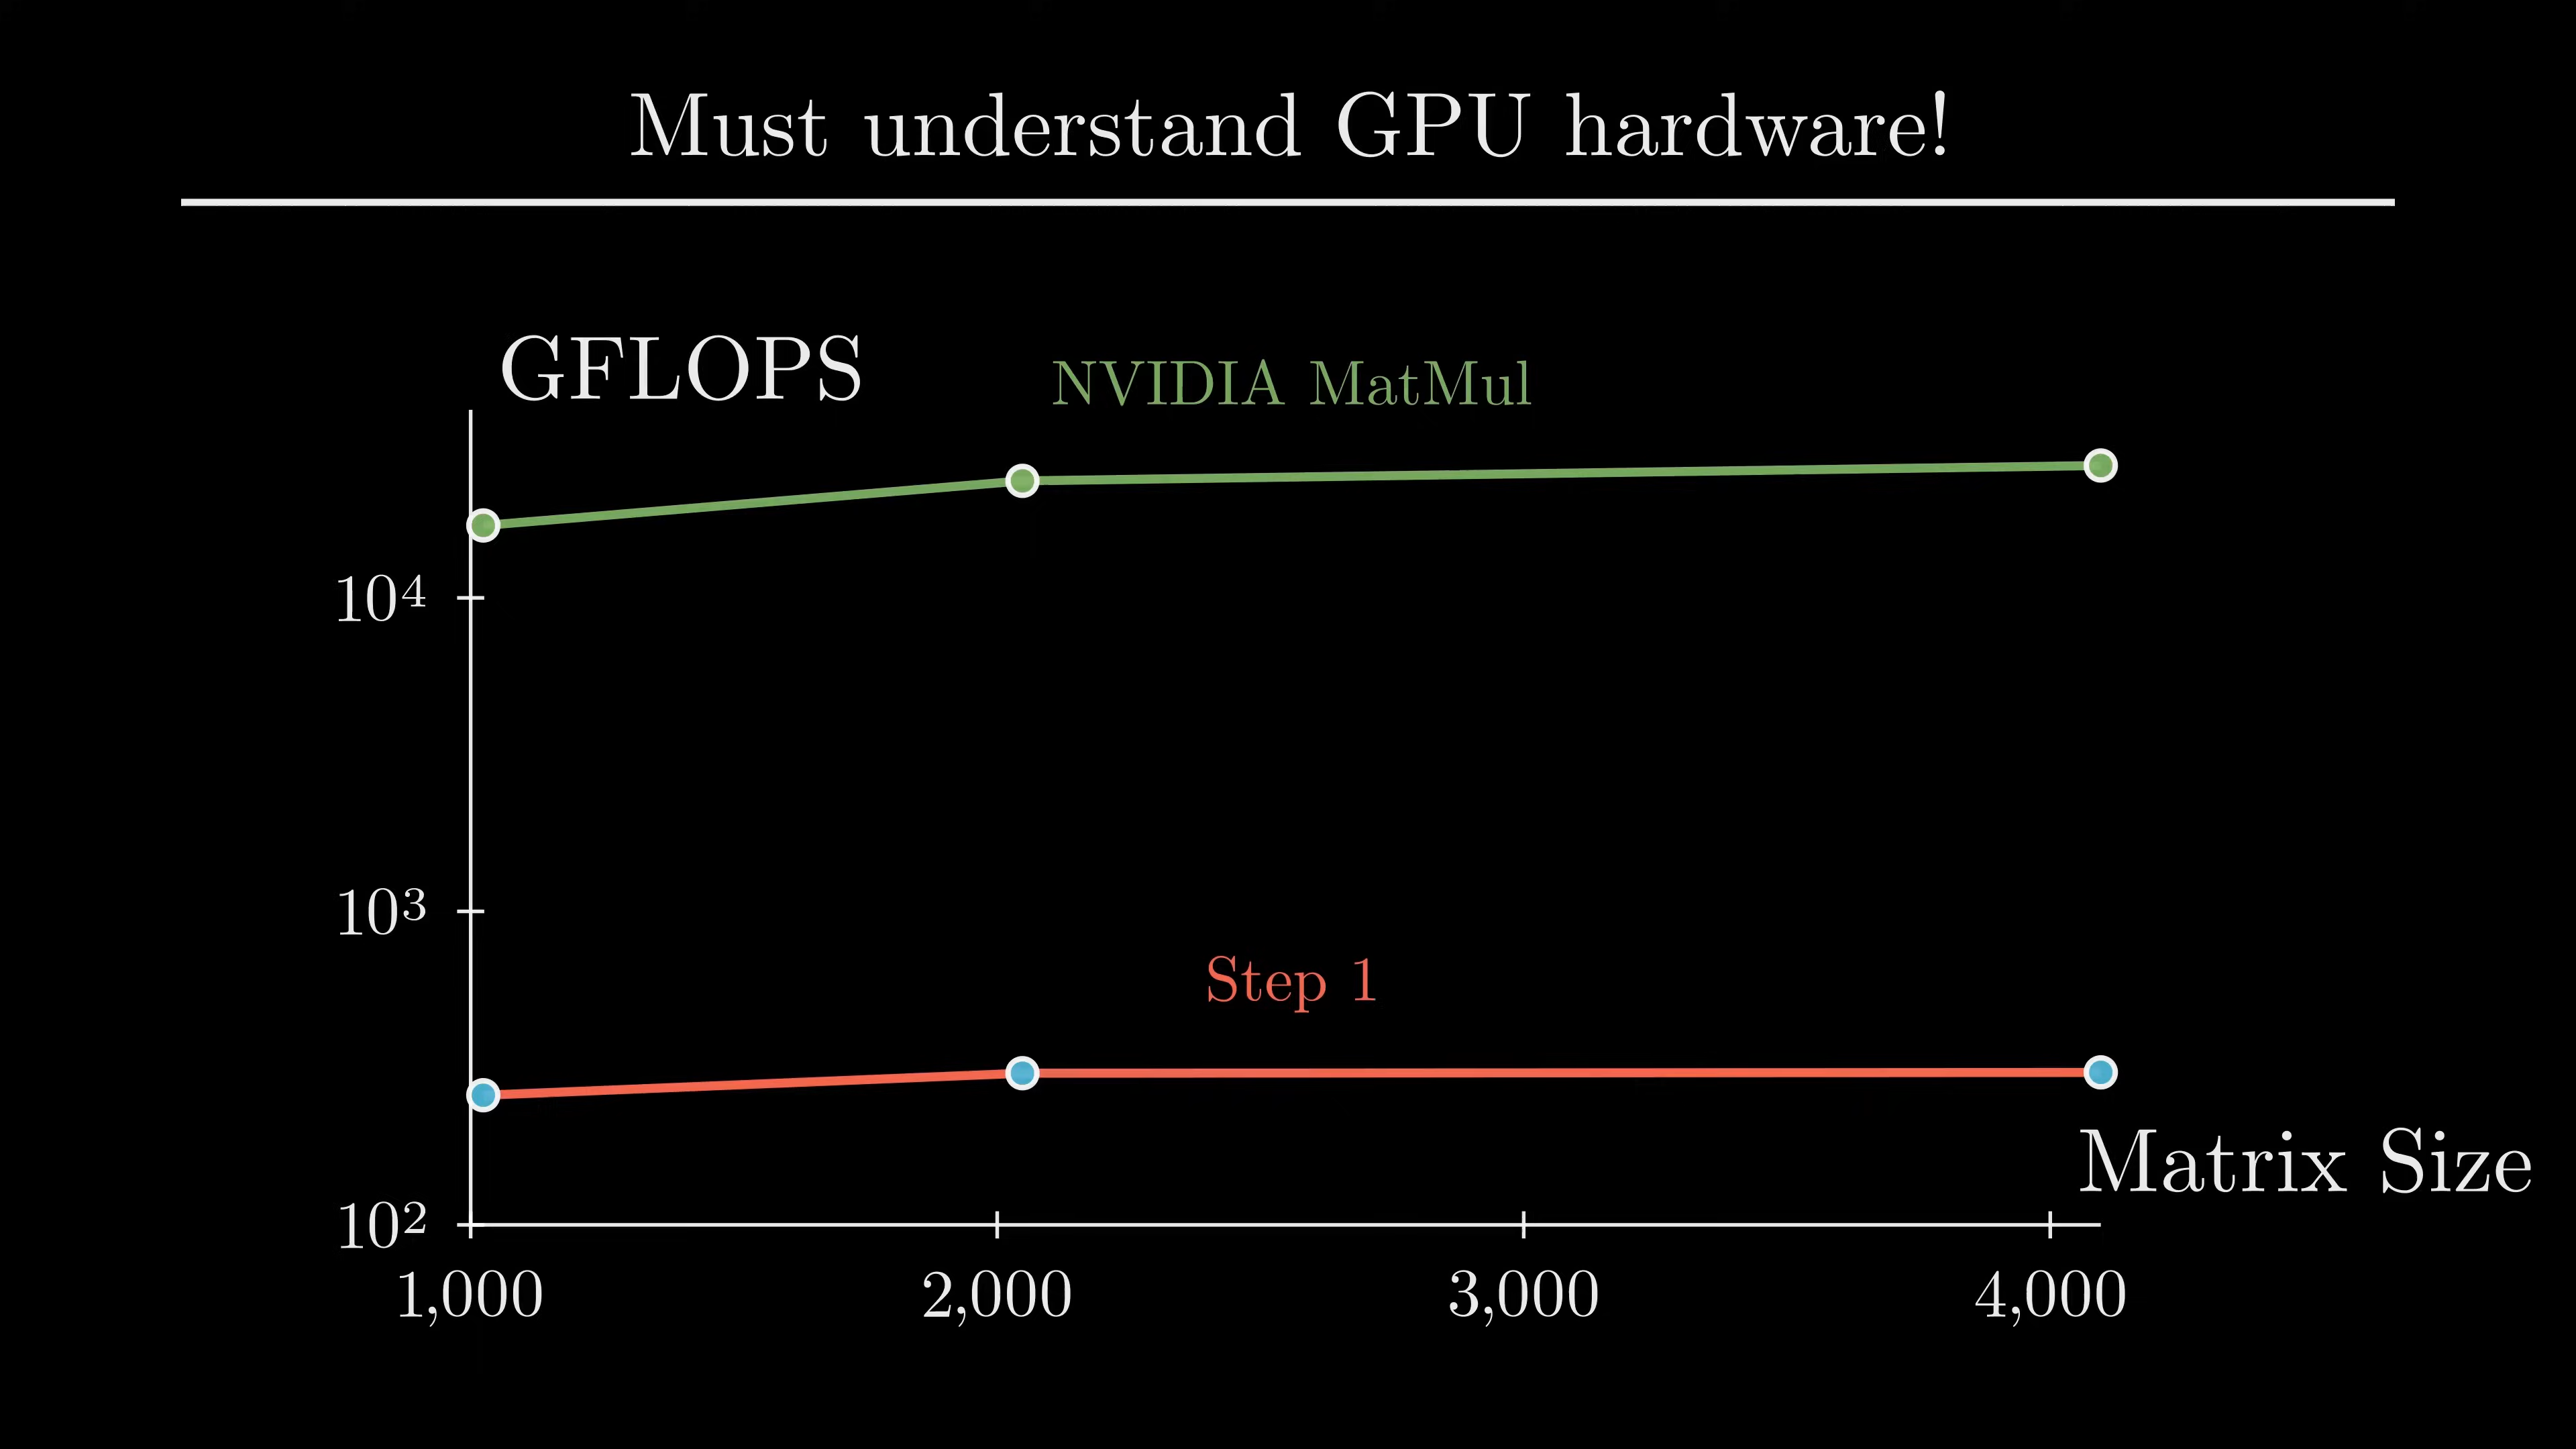 Must understand GPU hardware!
GFLOPS
NVIDIA MatMul
10⁴
10³
Step 1
Matrix Size
10²
1,000 2,000 3,000 4,000